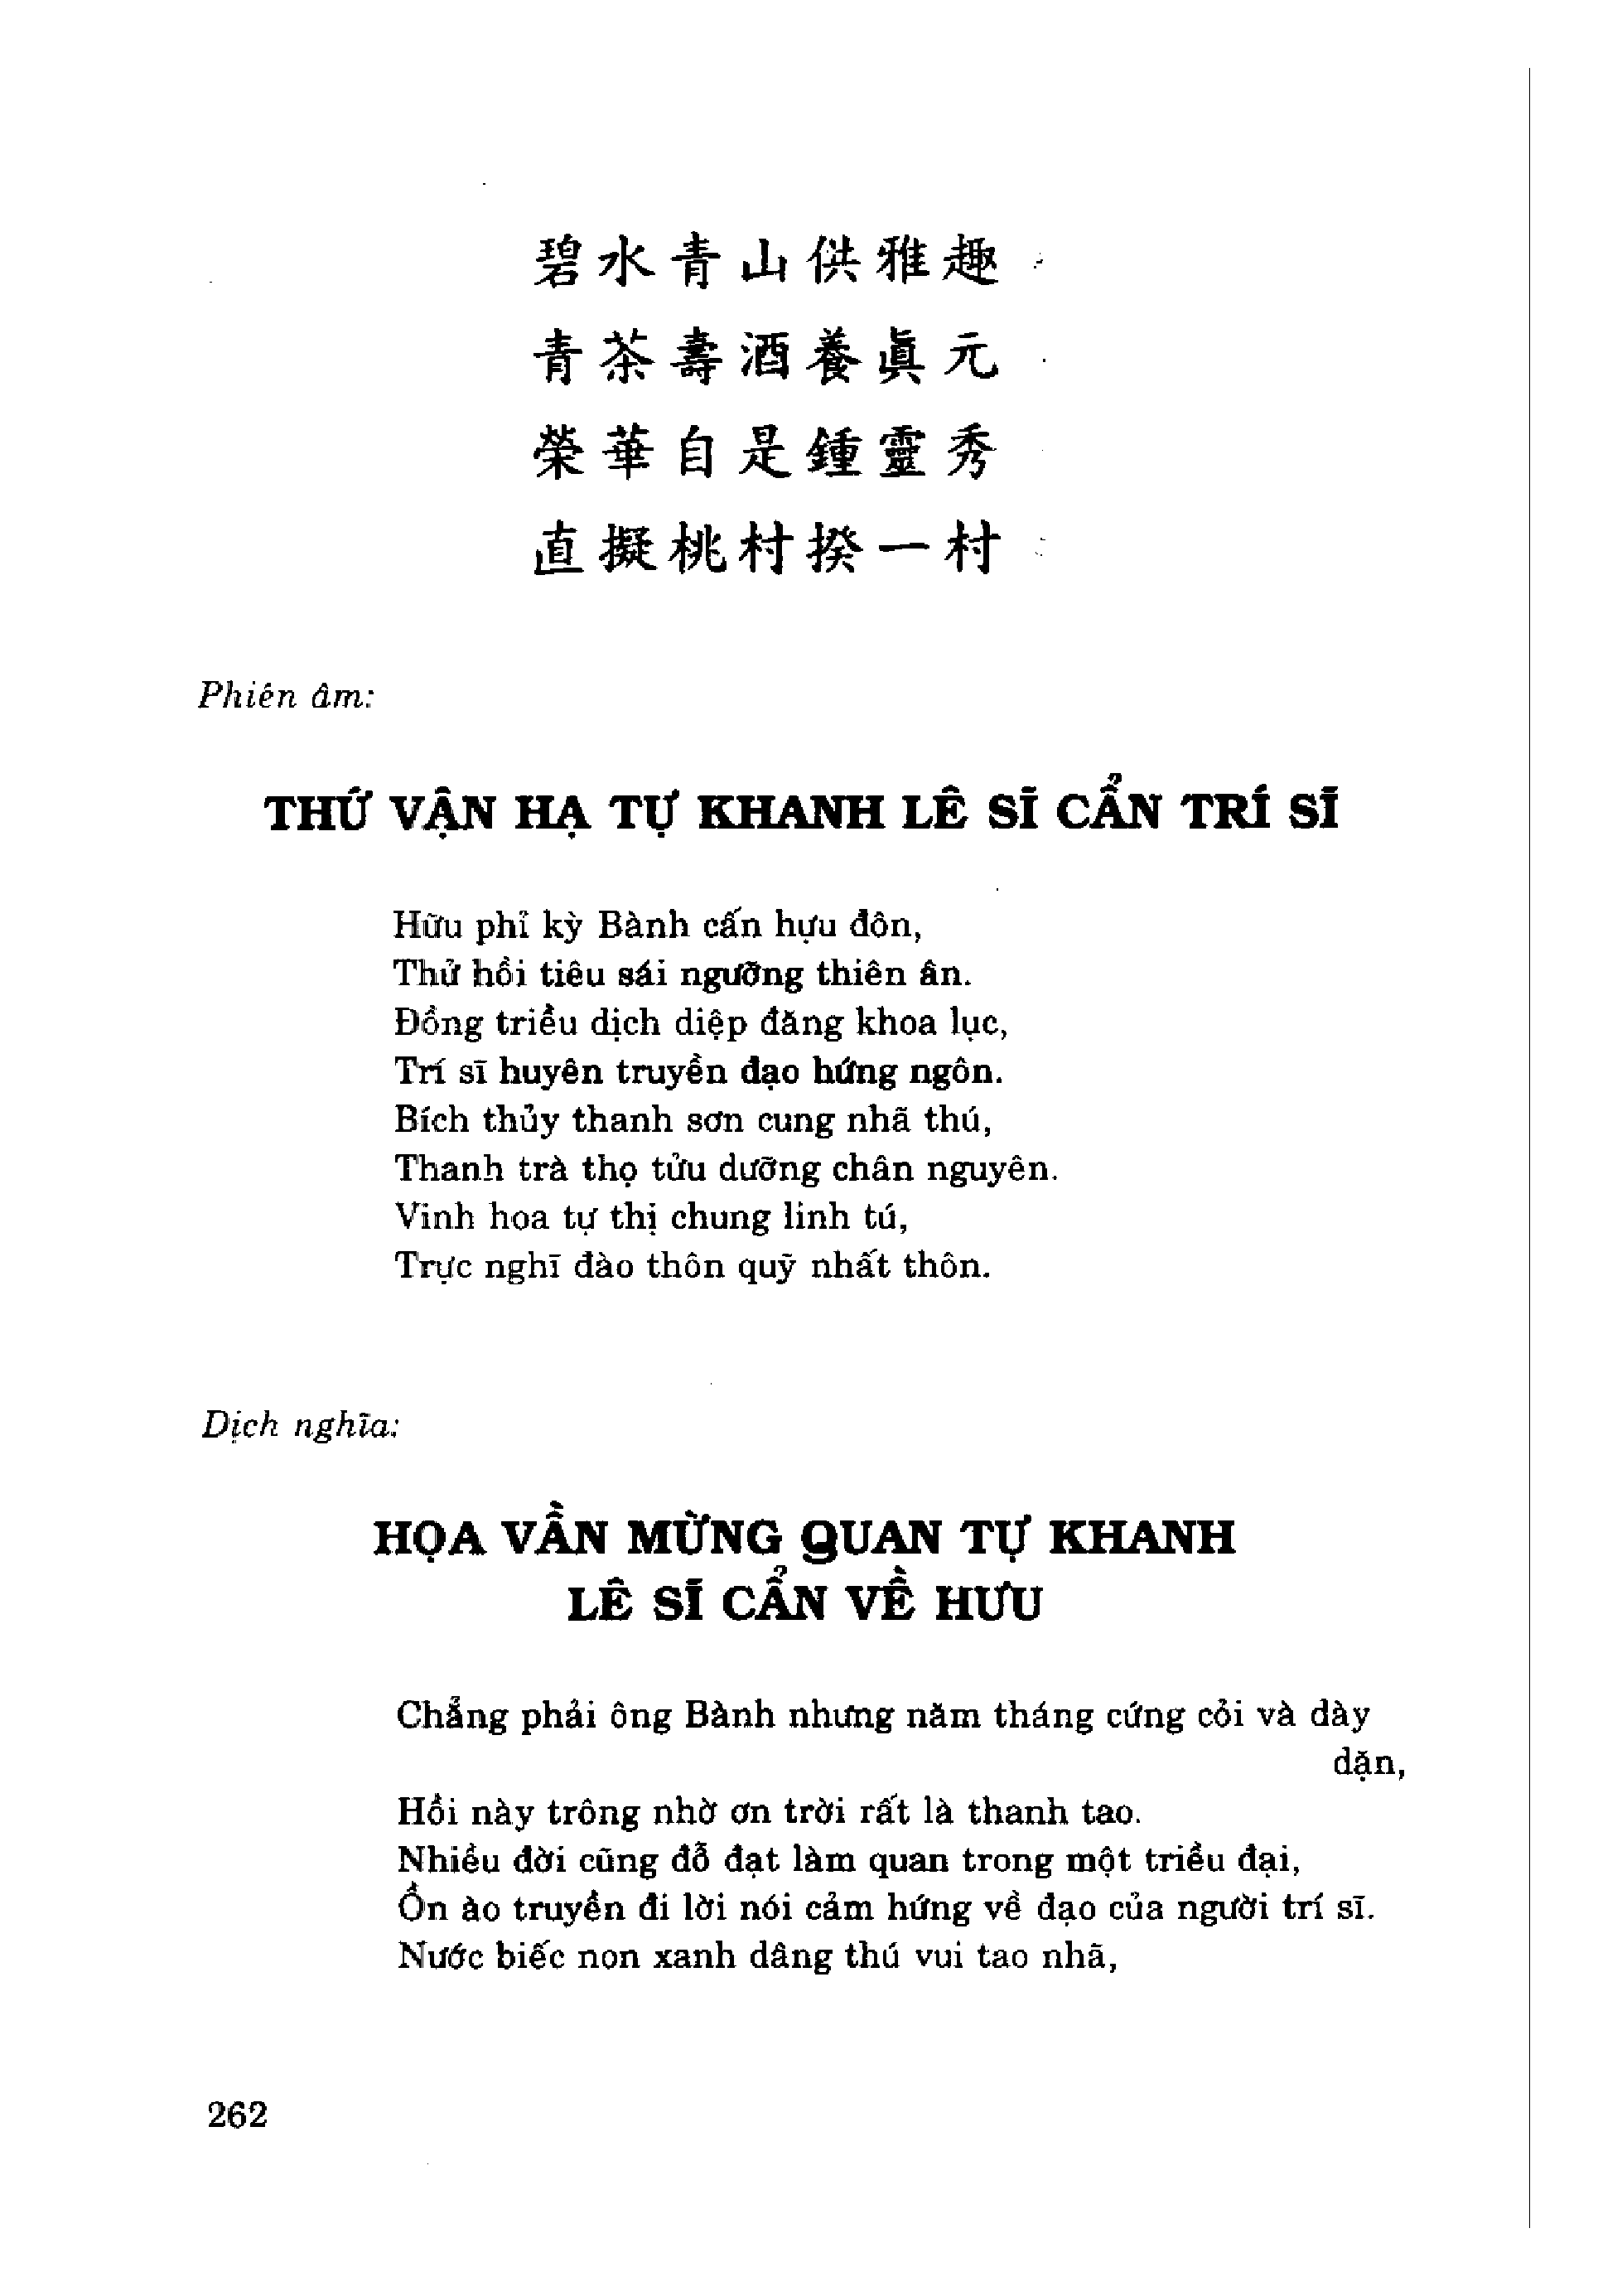 碧水青山供雅趣
青茶壽酒養眞元
榮華自是鍾靈秀
直擬桃村揆一村
Phiên âm:
THỨ VẬN HẠ TỰ KHANH LÊ SĨ CẨN TRÍ SĨ
Hữu phỉ kỳ Bành cấn hựu đôn,
Thử hồi tiêu sái ngưỡng thiên ân.
Đồng triều dịch diệp đăng khoa lục,
Trí sĩ huyên truyền đạo hứng ngôn.
Bích thủy thanh sơn cung nhã thú,
Thanh trà thọ tửu dưỡng chân nguyên.
Vinh hoa tự thị chung linh tú,
Trực nghĩ đào thôn quỹ nhất thôn.
Dịch nghĩa:
HỌA VẦN MỪNG QUAN TỰ KHANH
LÊ SĨ CẨN VỀ HƯU
Chẳng phải ông Bành nhưng năm tháng cứng cỏi và dày
dặn,
Hồi này trông nhờ ơn trời rất là thanh tao.
Nhiều đời cũng đỗ đạt làm quan trong một triều đại,
Ồn ào truyền đi lời nói cảm hứng về đạo của người trí sĩ.
Nước biếc non xanh dâng thú vui tao nhã,
262